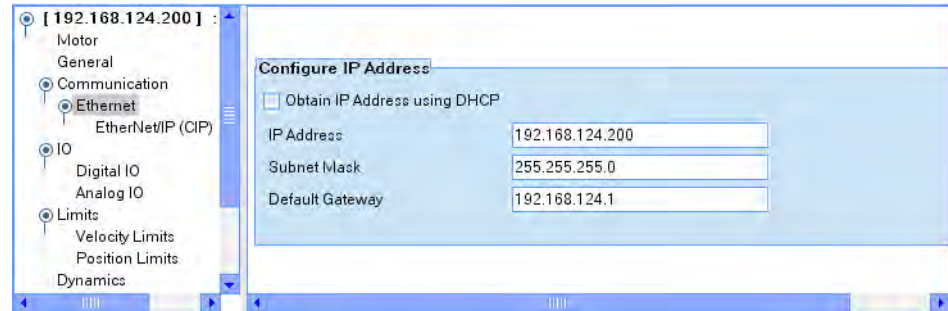 [ 192.168.124.200 ] :
Motor
General
Communication
Ethernet
EtherNet/IP (CIP)
IO
Digital IO
Analog IO
Limits
Velocity Limits
Position Limits
Dynamics
Configure IP Address
Obtain IP Address using DHCP
IP Address 192.168.124.200
Subnet Mask 255.255.255.0
Default Gateway 192.168.124.1